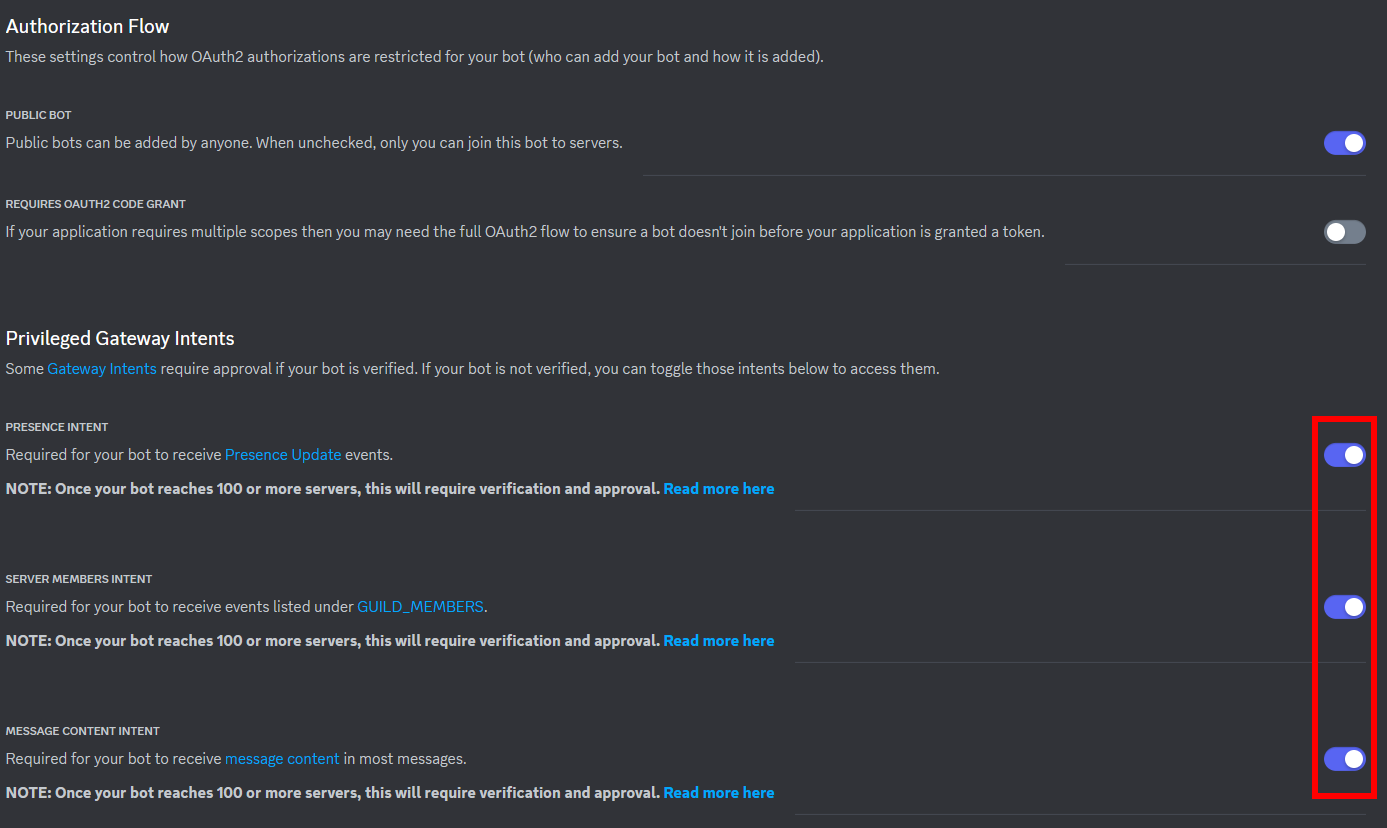 Authorization Flow
These settings control how OAuth2 authorizations are restricted for your bot (who can add your bot and how it is added).
PUBLIC BOT
Public bots can be added by anyone. When unchecked, only you can join this bot to servers.
REQUIRES OAUTH2 CODE GRANT
If your application requires multiple scopes then you may need the full OAuth2 flow to ensure a bot doesn't join before your application is granted a token.
Privileged Gateway Intents
Some Gateway Intents require approval if your bot is verified. If your bot is not verified, you can toggle those intents below to access them.
PRESENCE INTENT
Required for your bot to receive Presence Update events.
NOTE: Once your bot reaches 100 or more servers, this will require verification and approval. Read more here
SERVER MEMBERS INTENT
Required for your bot to receive events listed under GUILD_MEMBERS.
NOTE: Once your bot reaches 100 or more servers, this will require verification and approval. Read more here
MESSAGE CONTENT INTENT
Required for your bot to receive message content in most messages.
NOTE: Once your bot reaches 100 or more servers, this will require verification and approval. Read more here